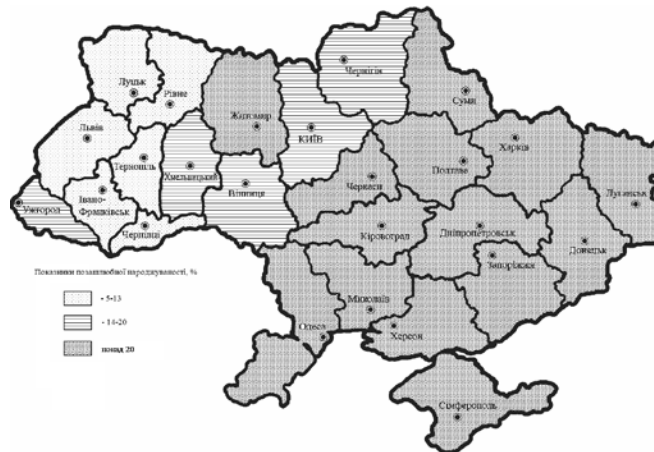 Луцьк
Рівне
Житомир
Чернігів
КИЇВ
Суми
Львів
Тернопіль
Хмельницький
Вінниця
Івано-
Франківськ
Ужгород
Чернівці
Черкаси
Полтава
Харків
Луганськ
Кіровоград
Дніпропетровськ
Запоріжжя
Донецьк
Миколаїв
Одеса
Херсон
Сімферополь
Показники позашлюбної народжуваності, %
- 5-13
- 14-20
понад 20